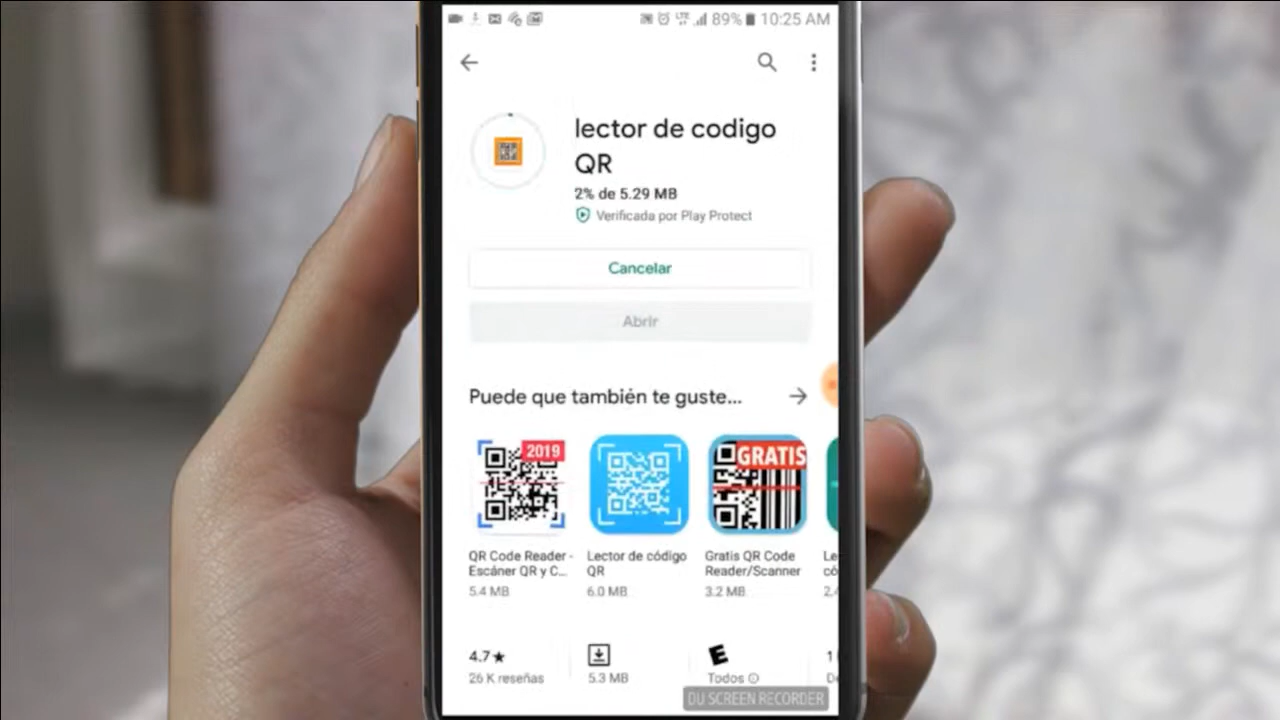 LTE 89% 10:25 AM
lector de codigo
QR
2% de 5.29 MB
Verificada por Play Protect
Cancelar
Abrir
Puede que también te guste...
2019
GRATIS
QR Code Reader -
Escáner QR y C...
5.4 MB
Lector de código
QR
6.0 MB
Gratis QR Code
Reader/Scanner
3.2 MB
4.7★
26 K reseñas
5.3 MB
E
Todos
DU SCREEN RECORDER